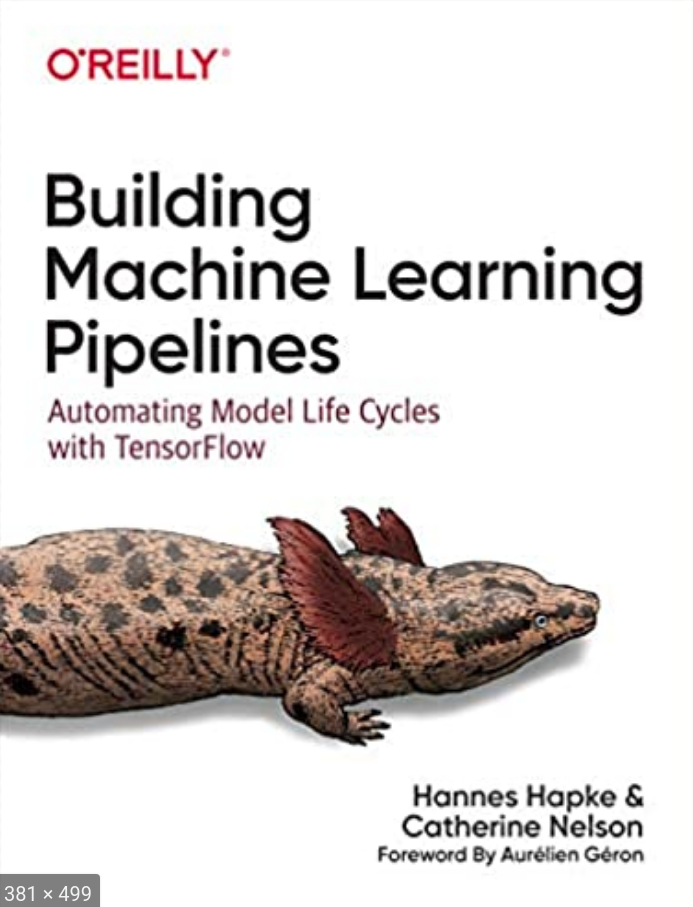 O'REILLY®
Building
Machine Learning
Pipelines
Automating Model Life Cycles
with TensorFlow
Hannes Hapke &
Catherine Nelson
Foreword By Aurélien Géron
381 × 499